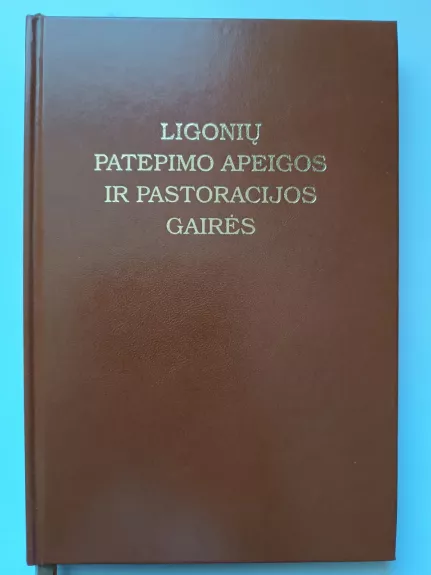 LIGONIŲ
PATEPIMO APEIGOS
IR PASTORACIJOS
GAIRĖS